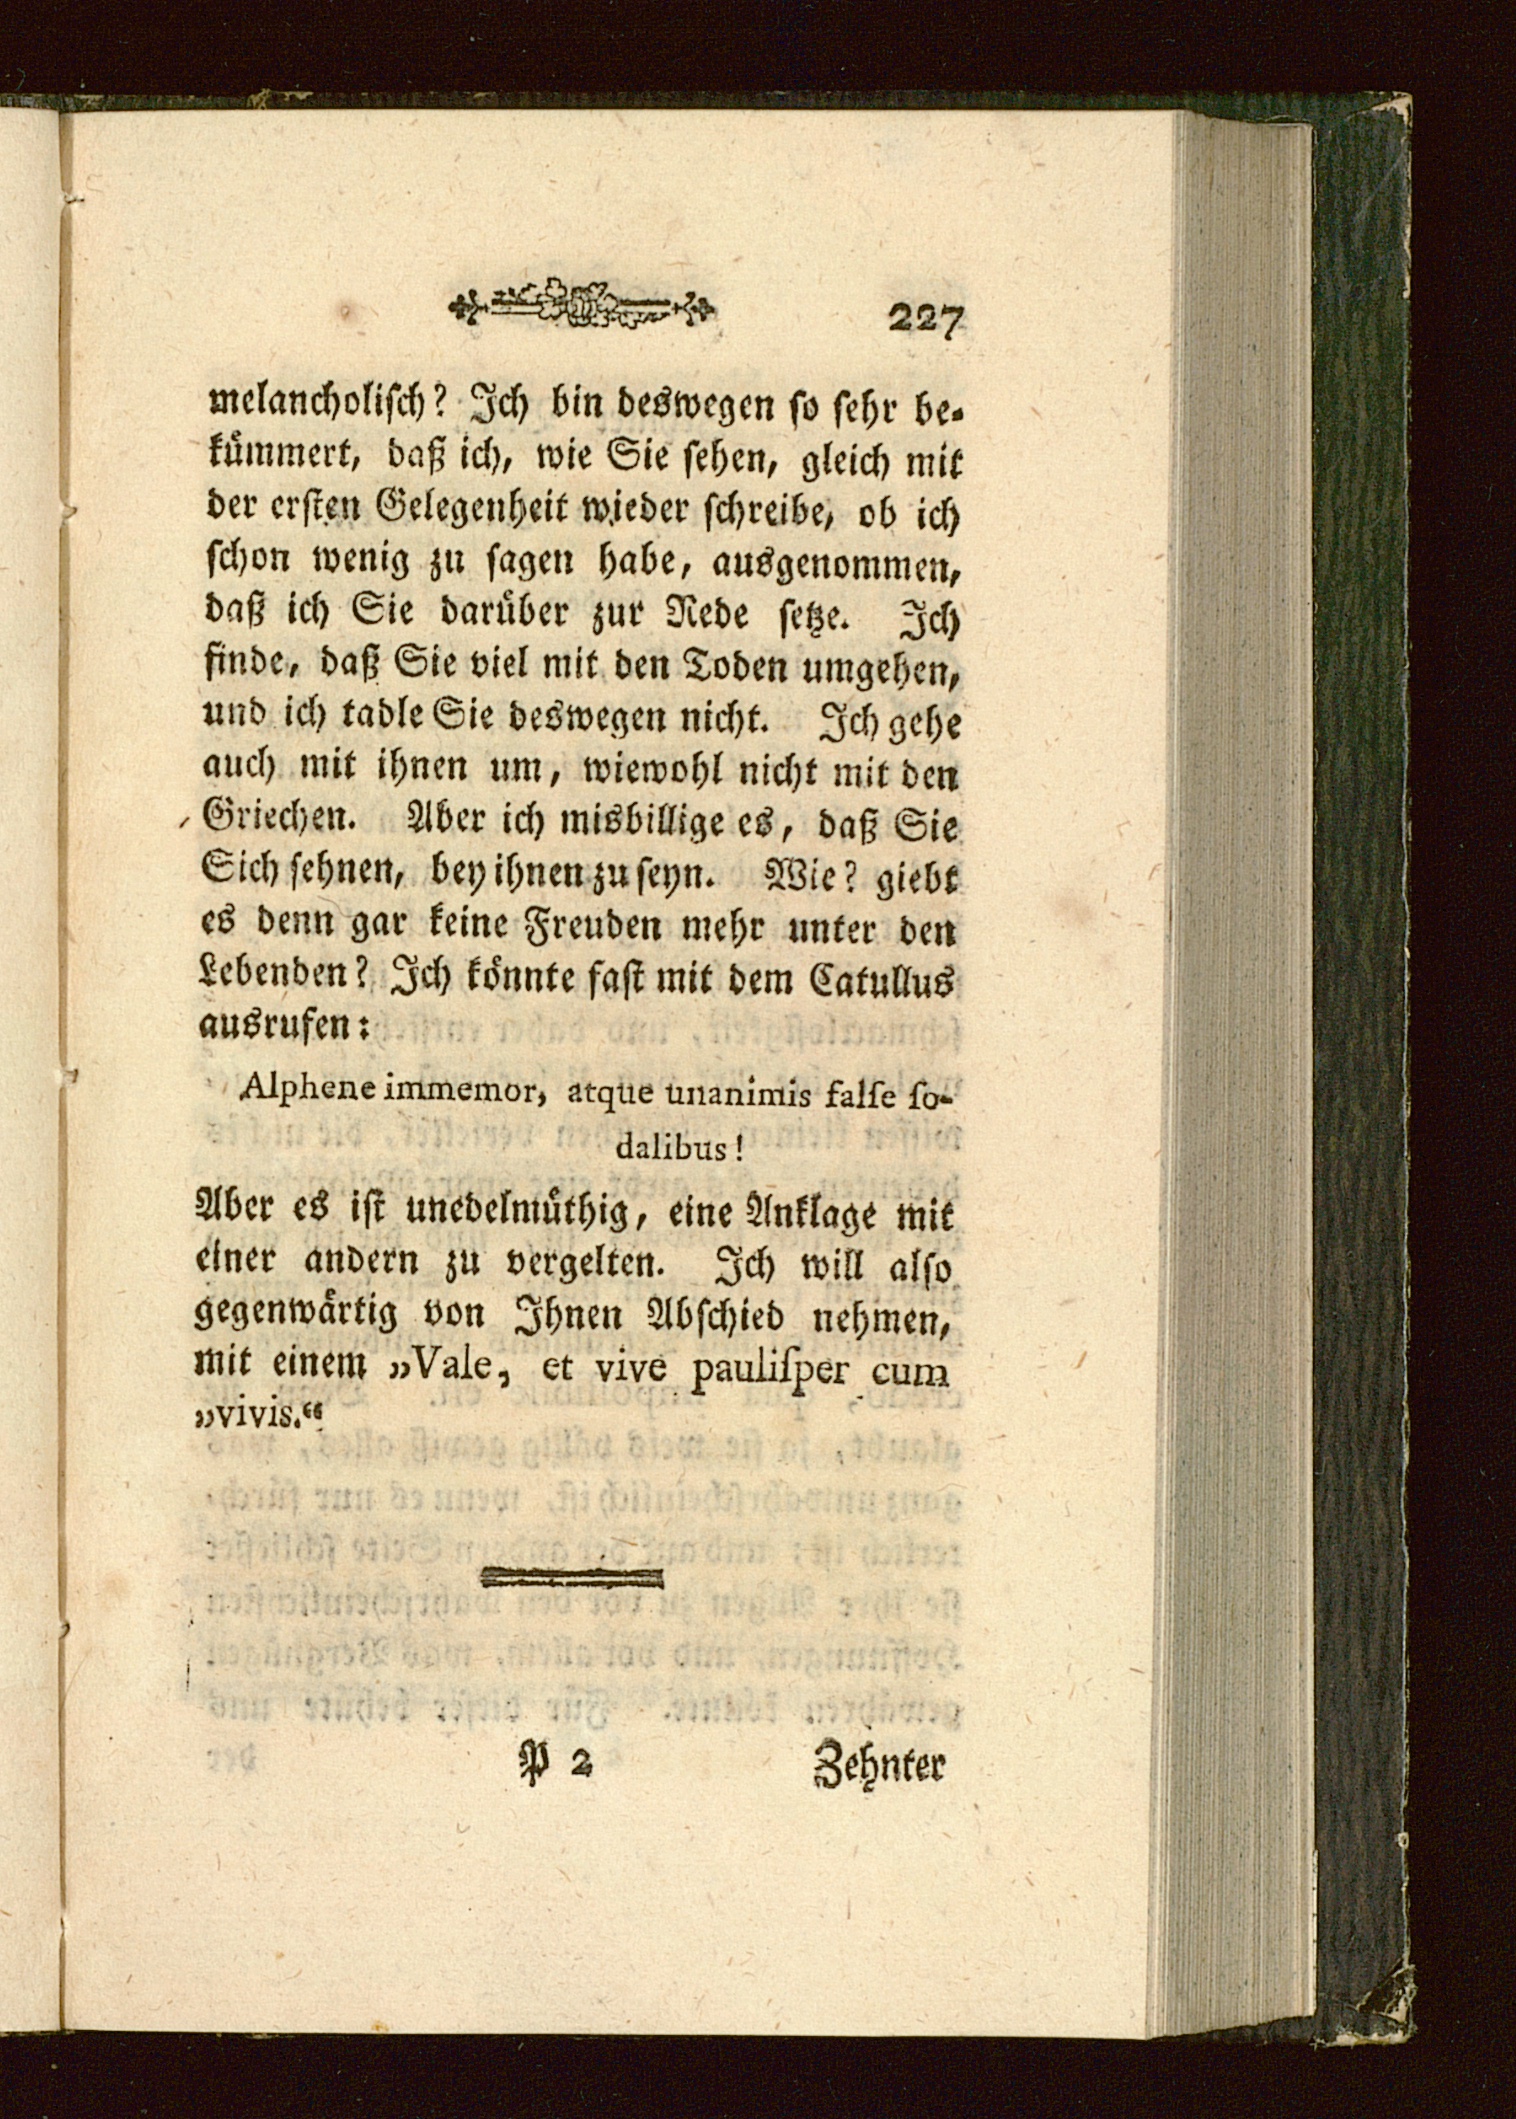 227
melancholiſch? Ich bin deswegen ſo ſehr be-
kümmert, daß ich, wie Sie ſehen, gleich mit
der erſten Gelegenheit wieder ſchreibe, ob ich
ſchon wenig zu ſagen habe, ausgenommen,
daß ich Sie darüber zur Rede ſetze. Ich
finde, daß Sie viel mit den Toden umgehen,
und ich tadle Sie deswegen nicht. Ich gehe
auch mit ihnen um, wiewohl nicht mit den
Griechen. Aber ich misbillige es, daß Sie
Sich ſehnen, bey ihnen zu ſeyn. Wie? giebt
es denn gar keine Freuden mehr unter den
Lebenden? Ich könnte faſt mit dem Catullus
ausrufen:
Alphene immemor, atque unanimis falſe ſo-
dalibus!
Aber es iſt unedelmüthig, eine Anklage mit
einer andern zu vergelten. Ich will alſo
gegenwärtig von Ihnen Abſchied nehmen,
mit einem „Vale, et vive pauliſper cum
„vivis.“
P 2 Zehnter